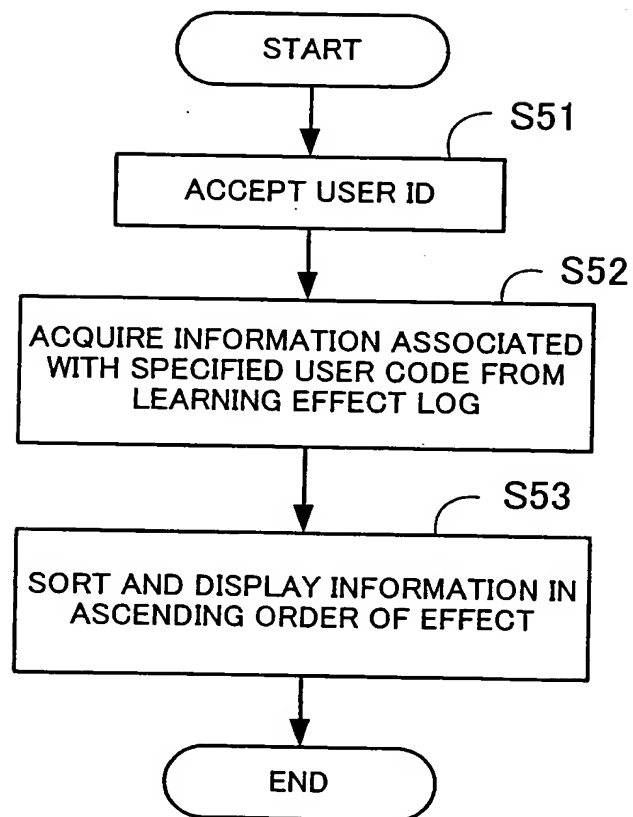 START
S51
ACCEPT USER ID
S52
ACQUIRE INFORMATION ASSOCIATED
WITH SPECIFIED USER CODE FROM
LEARNING EFFECT LOG
S53
SORT AND DISPLAY INFORMATION IN
ASCENDING ORDER OF EFFECT
END